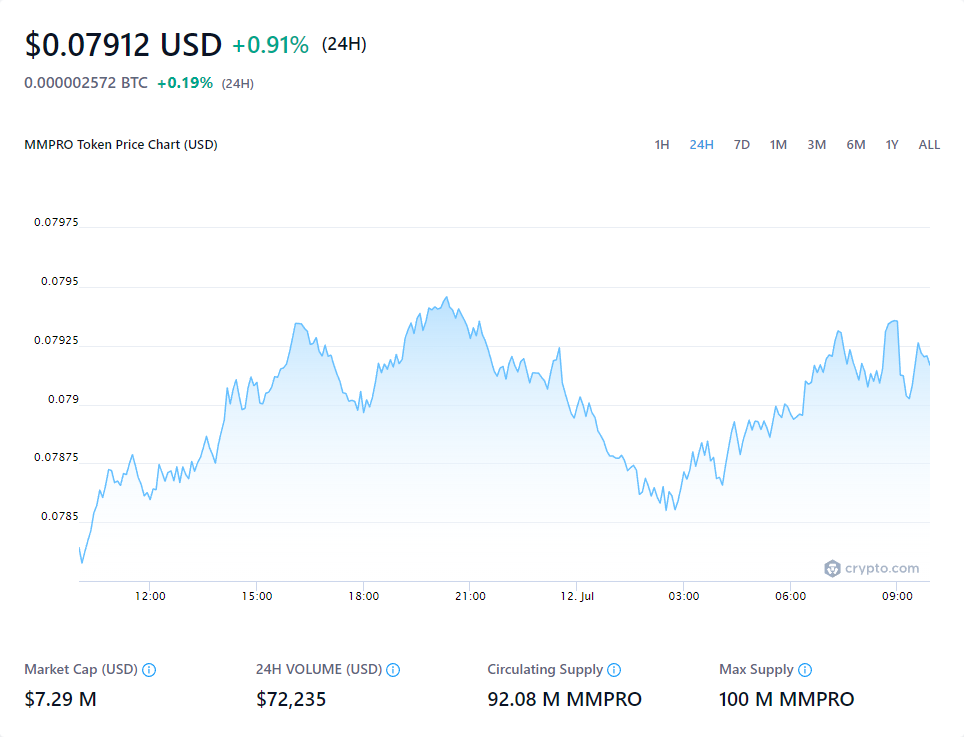 $0.07912 USD +0.91% (24H)
0.000002572 BTC +0.19% (24H)
MMPRO Token Price Chart (USD) 1H 24H 7D 1M 3M 6M 1Y ALL
0.07975
0.0795
0.07925
0.079
0.07875
0.0785
crypto.com
12:00 15:00 18:00 21:00 12. Jul 03:00 06:00 09:00
Market Cap (USD) 24H VOLUME (USD) Circulating Supply Max Supply
$7.29 M $72,235 92.08 M MMPRO 100 M MMPRO